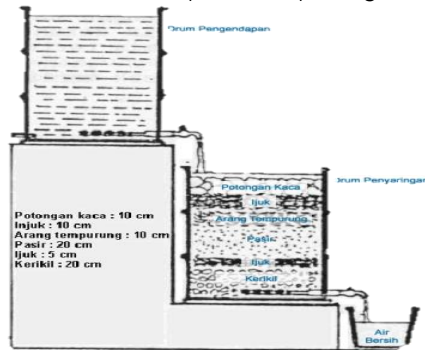 Drum Pengendapan
Drum Penyaringan
Potongan Kaca
Ijuk
Arang Tempurung
Pasir
Ijuk
Kerikil
Potongan kaca : 10 cm
Injuk : 10 cm
Arang tempurung : 10 cm
Pasir : 20 cm
Ijuk : 5 cm
Kerikil : 20 cm
Air
Bersih